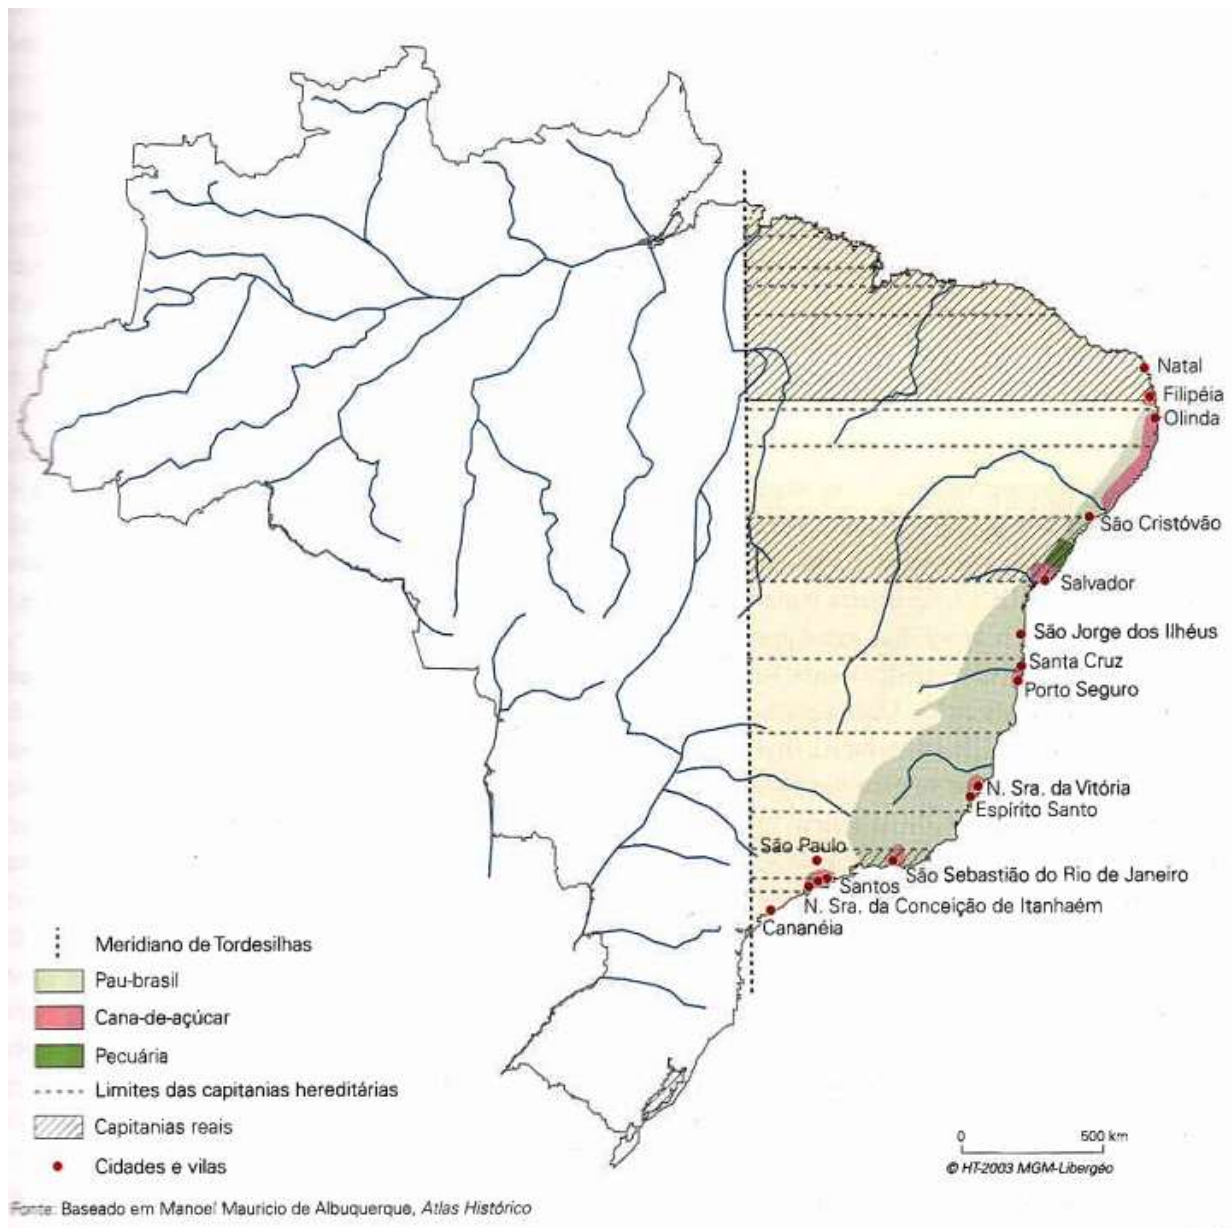 Natal
Filipéia
Olinda
São Cristóvão
Salvador
São Jorge dos Ilhéus
Santa Cruz
Porto Seguro
N. Sra. da Vitória
Espírito Santo
São Paulo
São Sebastião do Rio de Janeiro
Santos
N. Sra. da Conceição de Itanhaém
Cananéia
Meridiano de Tordesilhas
Pau-brasil
Cana-de-açúcar
Pecuária
Limites das capitanias hereditárias
Capitanias reais
Cidades e vilas
0 500 km
© HT-2003 MGM-Libergéo
Fonte: Baseado em Manoel Mauricio de Albuquerque, Atlas Histórico